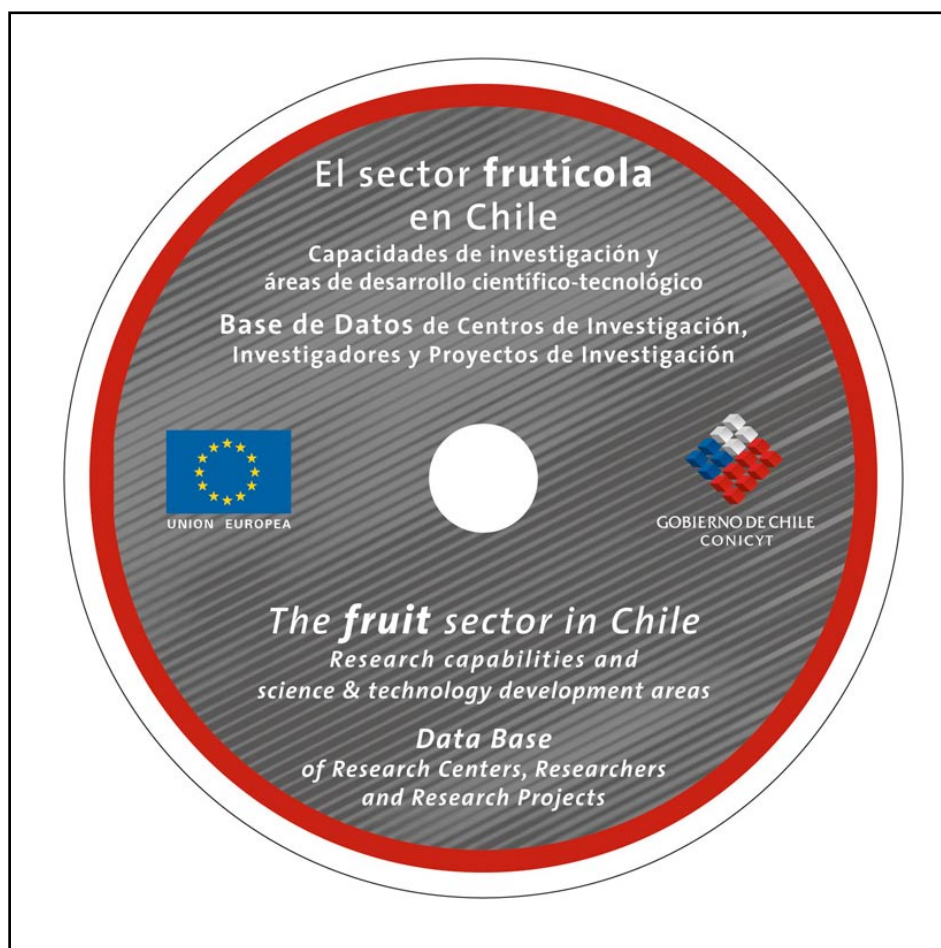 El sector frutícola
en Chile
Capacidades de investigación y
áreas de desarrollo científico-tecnológico
Base de Datos de Centros de Investigación,
Investigadores y Proyectos de Investigación
UNION EUROPEA
GOBIERNO DE CHILE
CONICYT
The fruit sector in Chile
Research capabilities and
science & technology development areas
Data Base
of Research Centers, Researchers
and Research Projects